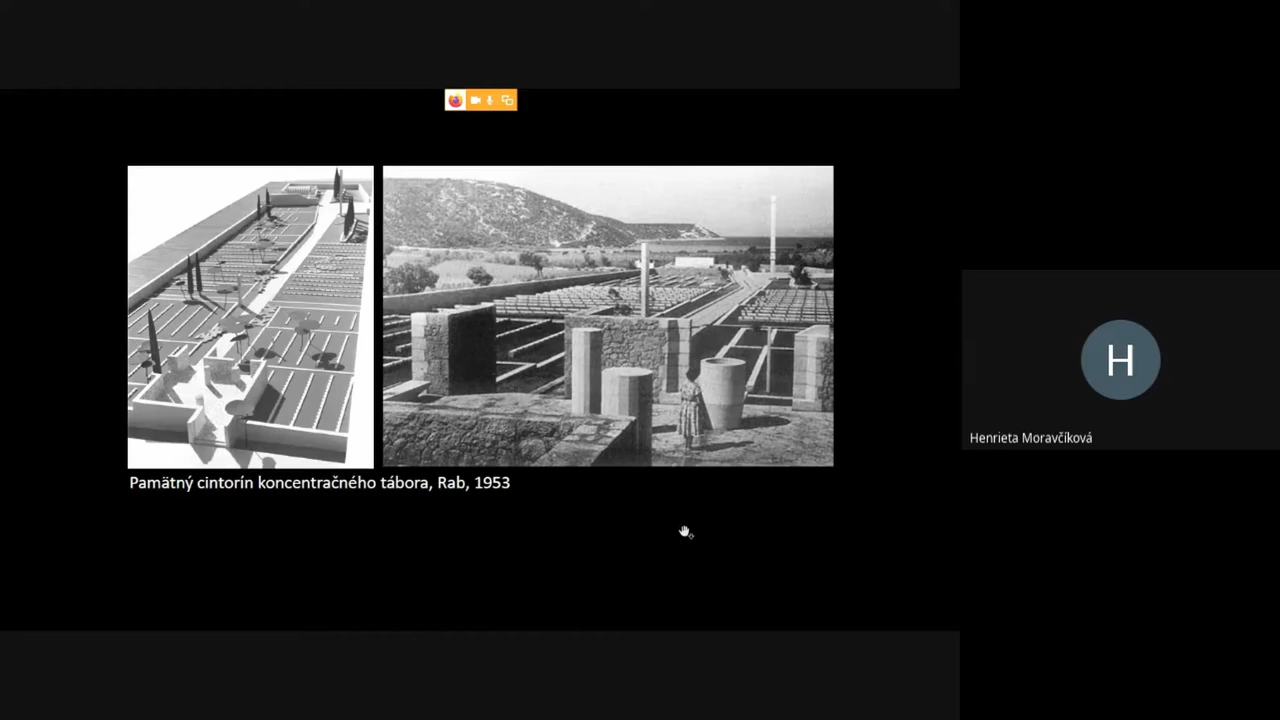 Pamätný cintorín koncentračného tábora, Rab, 1953
H
Henrieta Moravčíková